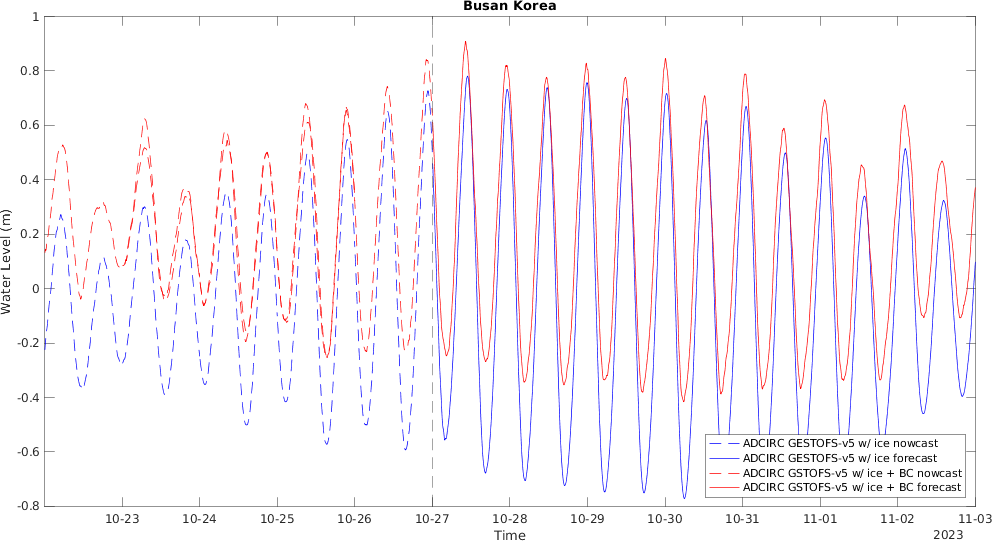 Busan Korea
Water Level (m)
1
0.8
0.6
0.4
0.2
0
-0.2
-0.4
-0.6
-0.8
ADCIRC GESTOFS-v5 w/ ice nowcast
ADCIRC GESTOFS-v5 w/ ice forecast
ADCIRC GSTOFS-v5 w/ ice + BC nowcast
ADCIRC GSTOFS-v5 w/ ice + BC forecast
10-23 10-24 10-25 10-26 10-27 10-28 10-29 10-30 10-31 11-01 11-02 11-03
Time
2023